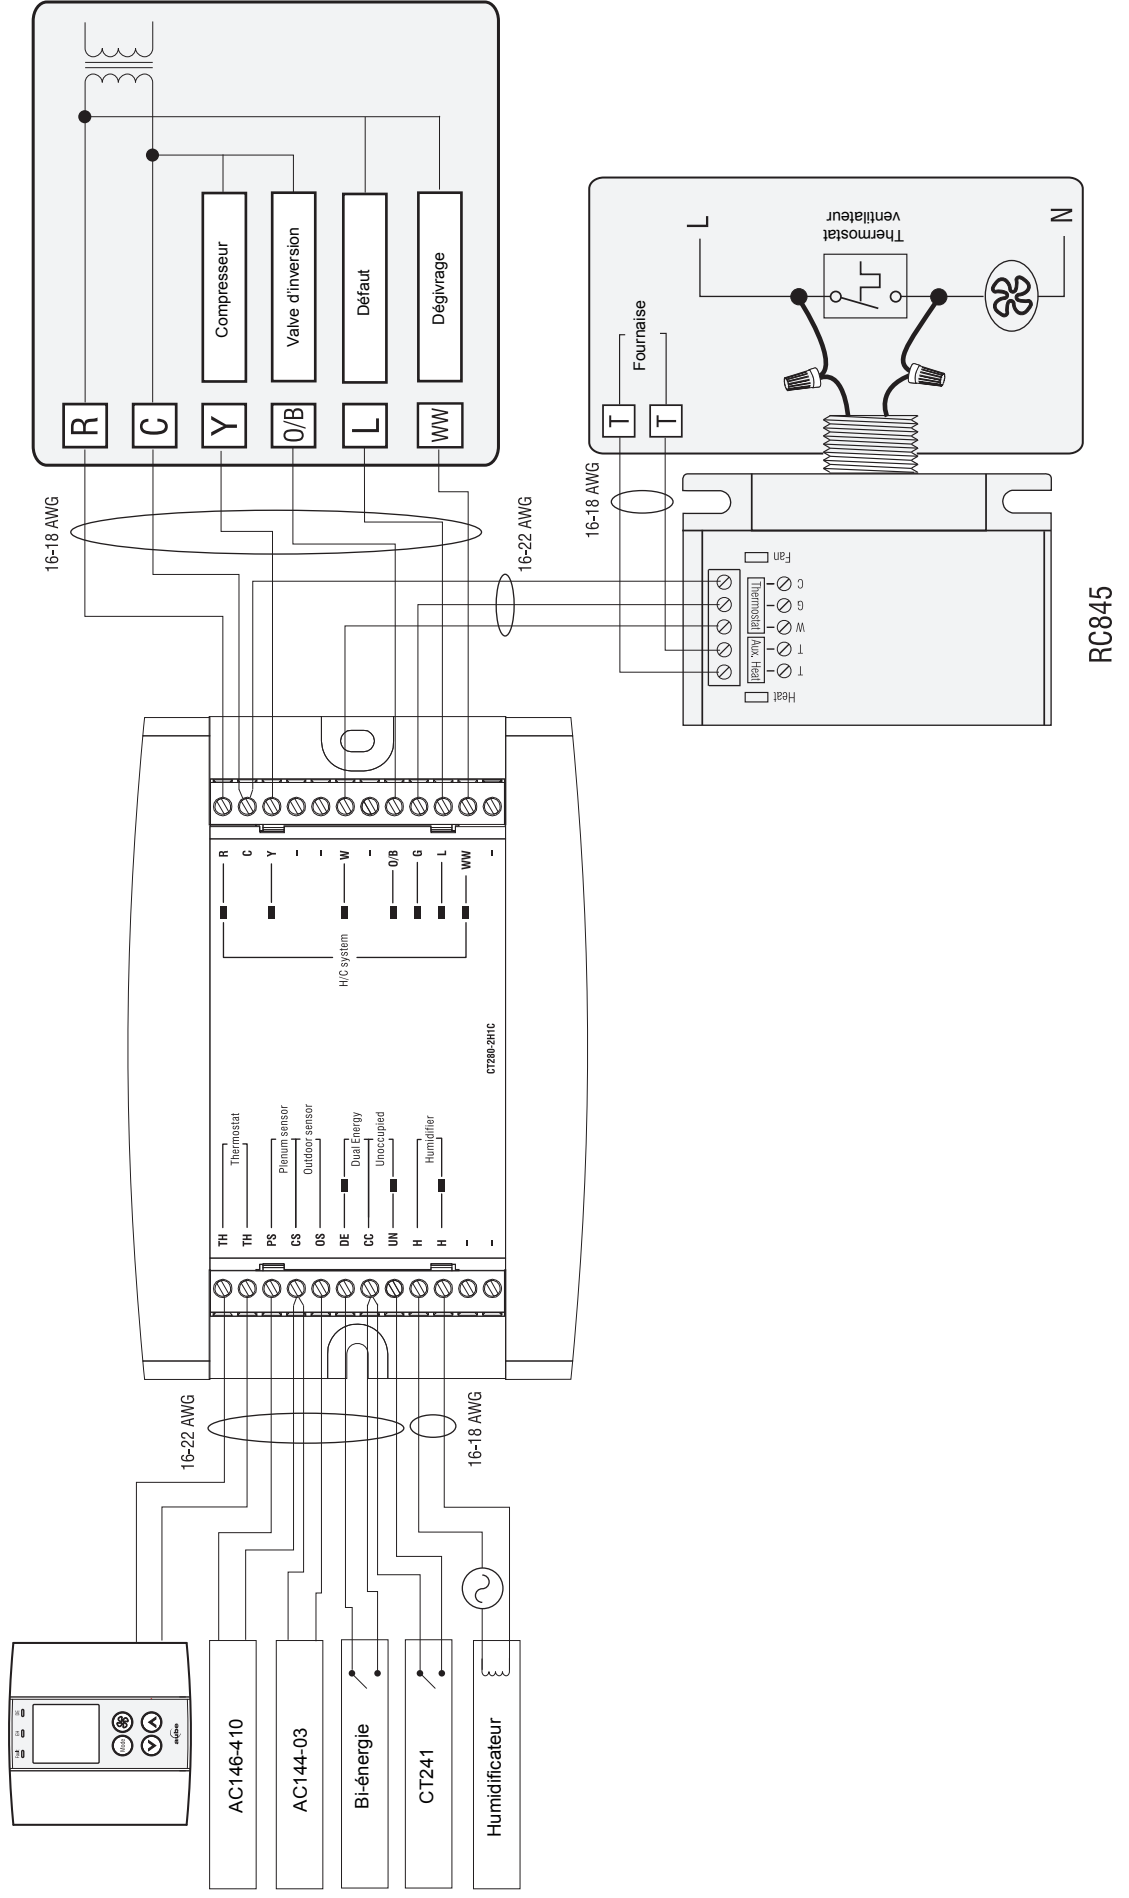 R
C
Y
O/B
L
WW
Compresseur
Valve d'inversion
Défaut
Dégivrage
16-18 AWG
16-22 AWG
16-18 AWG
T
T
Fournaise
L
Thermostat
ventilateur
N
Fan
Thermostat
C
G
W
Aux. Heat
T
T
Heat
RC845
R
C
Y
-
-
W
-
O/B
G
L
WW
-
H/C system
CT280-2H1C
Thermostat
Plenum sensor
Outdoor sensor
Dual Energy
Unoccupied
Humidifier
TH
TH
PS
CS
OS
DE
CC
UN
H
H
-
-
16-22 AWG
16-18 AWG
Mode
aube
AC146-410
AC144-03
Bi-énergie
CT241
Humidificateur